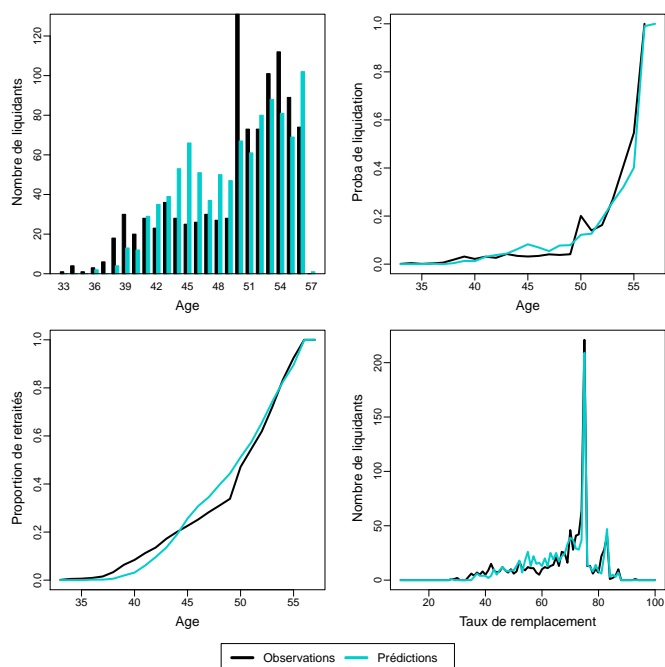 Nombre de liquidants
0 20 40 60 80 100 120
33 36 39 42 45 48 51 54 57
Age
Proba de liquidation
0.0 0.2 0.4 0.6 0.8 1.0
35 40 45 50 55
Age
Proportion de retraités
0.0 0.2 0.4 0.6 0.8 1.0
35 40 45 50 55
Age
Nombre de liquidants
0 50 100 150 200
20 40 60 80 100
Taux de remplacement
Observations Prédictions